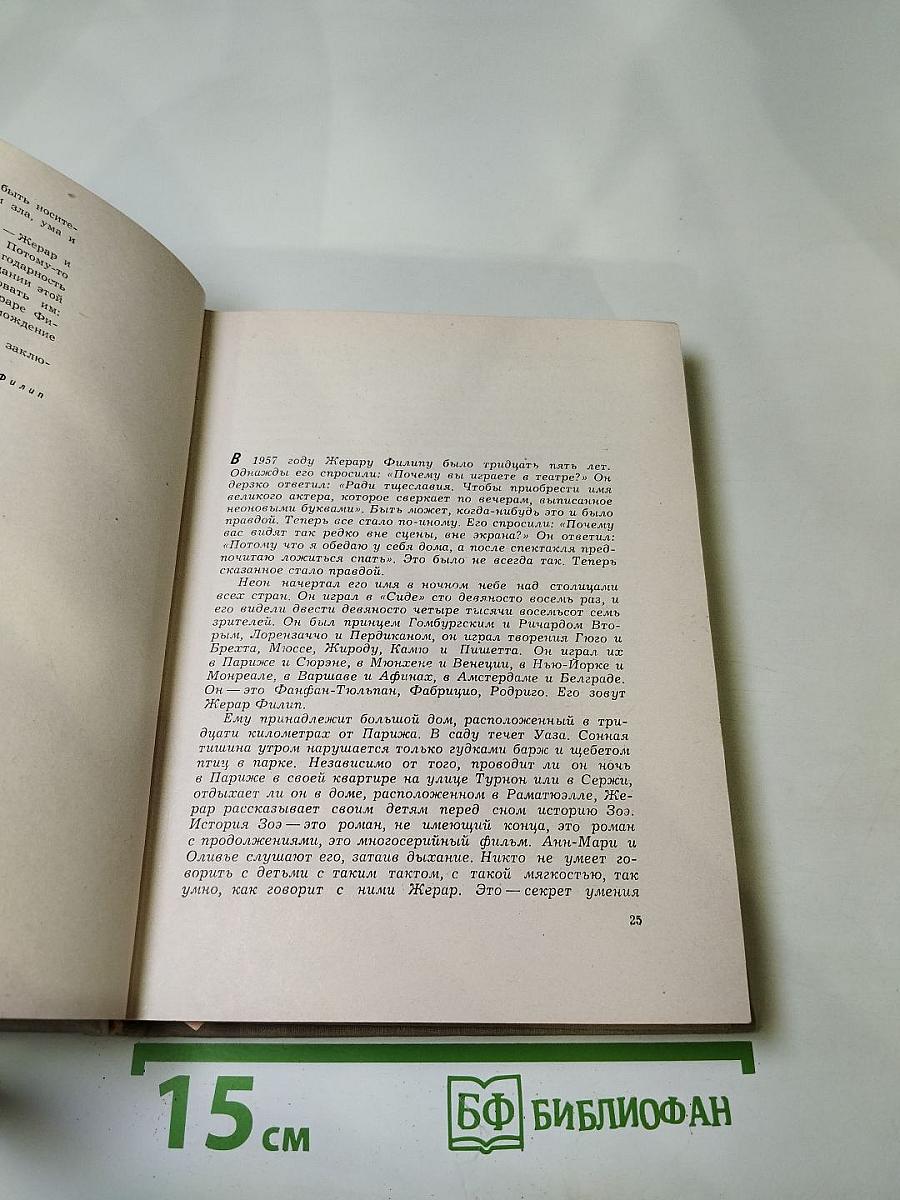 быть носите-
зла, ума и
— Жерар и
Потому-то
годарность
дании этой
овать им:
раре Фи-
ождение
заклю-
Филип
В 1957 году Жерару Филипу было тридцать пять лет.
Однажды его спросили: «Почему вы играете в театре?» Он
дерзко ответил: «Ради тщеславия. Чтобы приобрести имя
великого актера, которое сверкает по вечерам, выписанное
неоновыми буквами». Быть может, когда-нибудь это и было
правдой. Теперь все стало по-иному. Его спросили: «Почему
вас видят так редко вне сцены, вне экрана?» Он ответил:
«Потому что я обедаю у себя дома, а после спектакля пред-
почитаю ложиться спать». Это было не всегда так. Теперь
сказанное стало правдой.
Неон начертал его имя в ночном небе над столицами
всех стран. Он играл в «Сиде» сто девяносто восемь раз, и
его видели двести девяносто четыре тысячи восемьсот семь
зрителей. Он был принцем Гомбургским и Ричардом Вто-
рым, Лорензаччо и Пердиканом, он играл творения Гюго и
Брехта, Мюссе, Жироду, Камю и Пишетта. Он играл их
в Париже и Сюрэне, в Мюнхене и Венеции, в Нью-Йорке и
Монреале, в Варшаве и Афинах, в Амстердаме и Белграде.
Он — это Фанфан-Тюльпан, Фабрицио, Родриго. Его зовут
Жерар Филип.
Ему принадлежит большой дом, расположенный в три-
дцати километрах от Парижа. В саду течет Уаза. Сонная
тишина утром нарушается только гудками барж и щебетом
птиц в парке. Независимо от того, проводит ли он ночь
в Париже в своей квартире на улице Турнон или в Сержи,
отдыхает ли он в доме, расположенном в Раматюэлле, Же-
рар рассказывает своим детям перед сном историю Зоэ.
История Зоэ — это роман, не имеющий конца, это роман
с продолжениями, это многосерийный фильм. Анн-Мари и
Оливье слушают его, затаив дыхание. Никто не умеет го-
ворить с детьми с таким тактом, с такой мягкостью, так
умно, как говорит с ними Жерар. Это — секрет умения
25
15 см
БФ БИБЛИОФАН